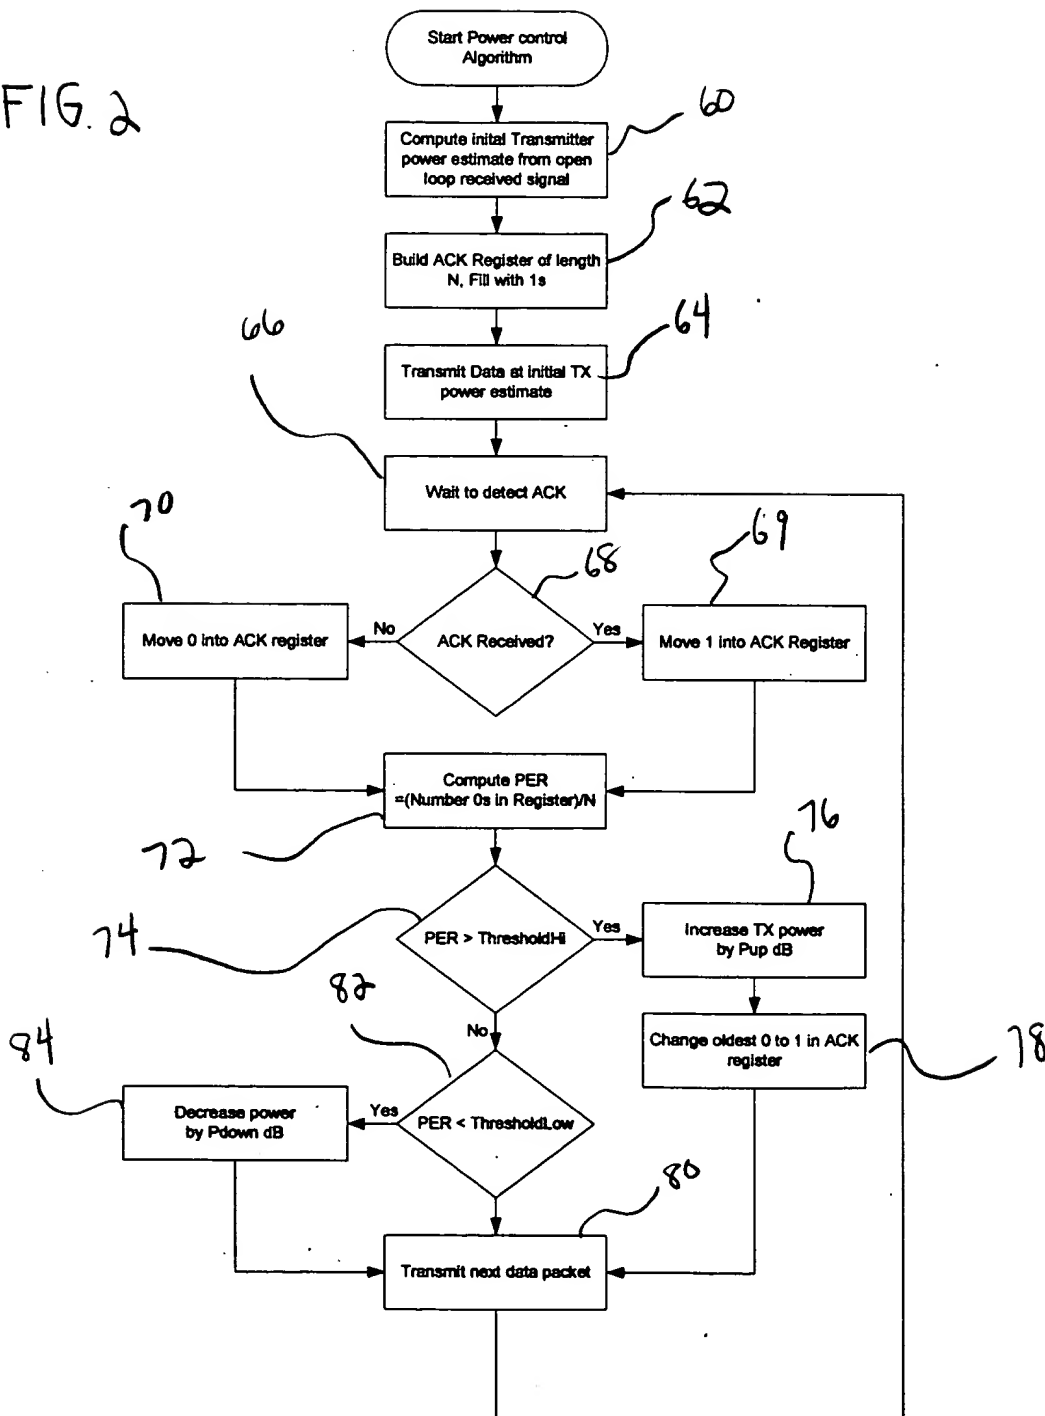 Start Power control
Algorithm
FIG. 2
60
Compute inital Transmitter
power estimate from open
loop received signal
62
Build ACK Register of length
N, Fill with 1s
64
66
Transmit Data at initial TX
power estimate
Wait to detect ACK
70
69
68
Move 0 into ACK register
No
ACK Received?
Yes
Move 1 into ACK Register
Compute PER
=(Number 0s in Register)/N
72
76
74
PER > ThresholdHi
Yes
Increase TX power
by Pup dB
82
No
84
Change oldest 0 to 1 in ACK
register
78
Decrease power
by Pdown dB
Yes
PER < ThresholdLow
80
Transmit next data packet